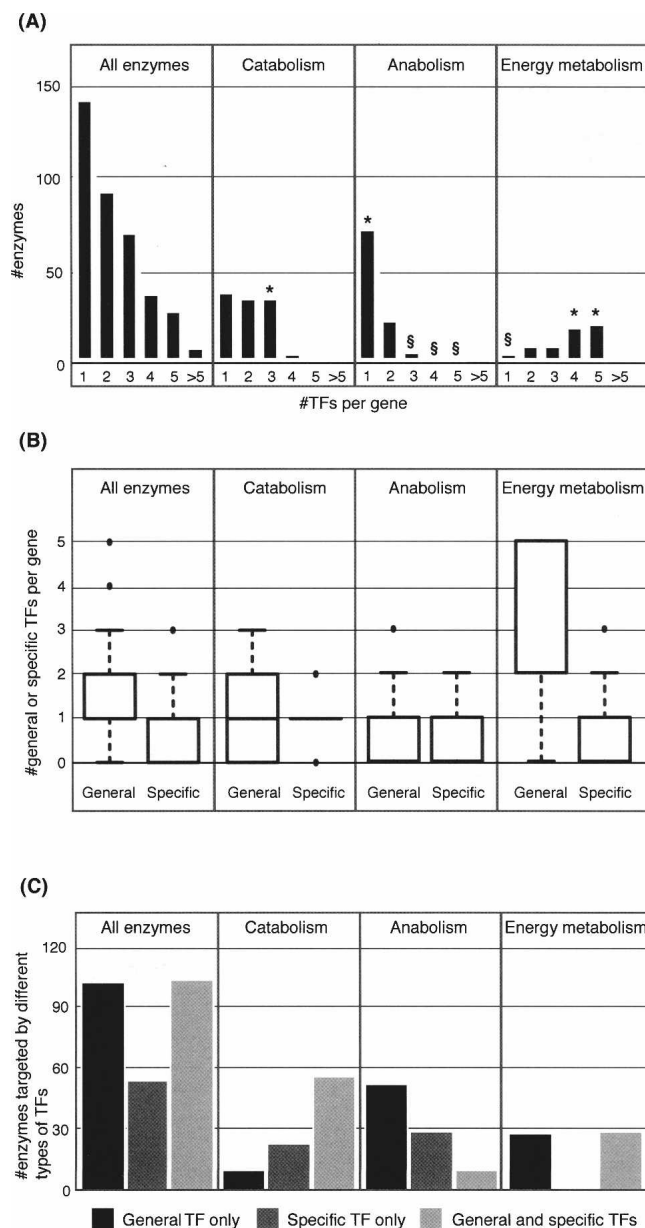 (A)
All enzymes Catabolism Anabolism Energy metabolism
#enzymes
150
100
50
0
* * * *
§ § § §
1 2 3 4 5 >5 1 2 3 4 5 >5 1 2 3 4 5 >5 1 2 3 4 5 >5
#TFs per gene
(B)
All enzymes Catabolism Anabolism Energy metabolism
#general or specific TFs per gene
5
4
3
2
1
0
General Specific General Specific General Specific General Specific
(C)
All enzymes Catabolism Anabolism Energy metabolism
#enzymes targeted by different
types of TFs
120
90
60
30
0
General TF only Specific TF only General and specific TFs